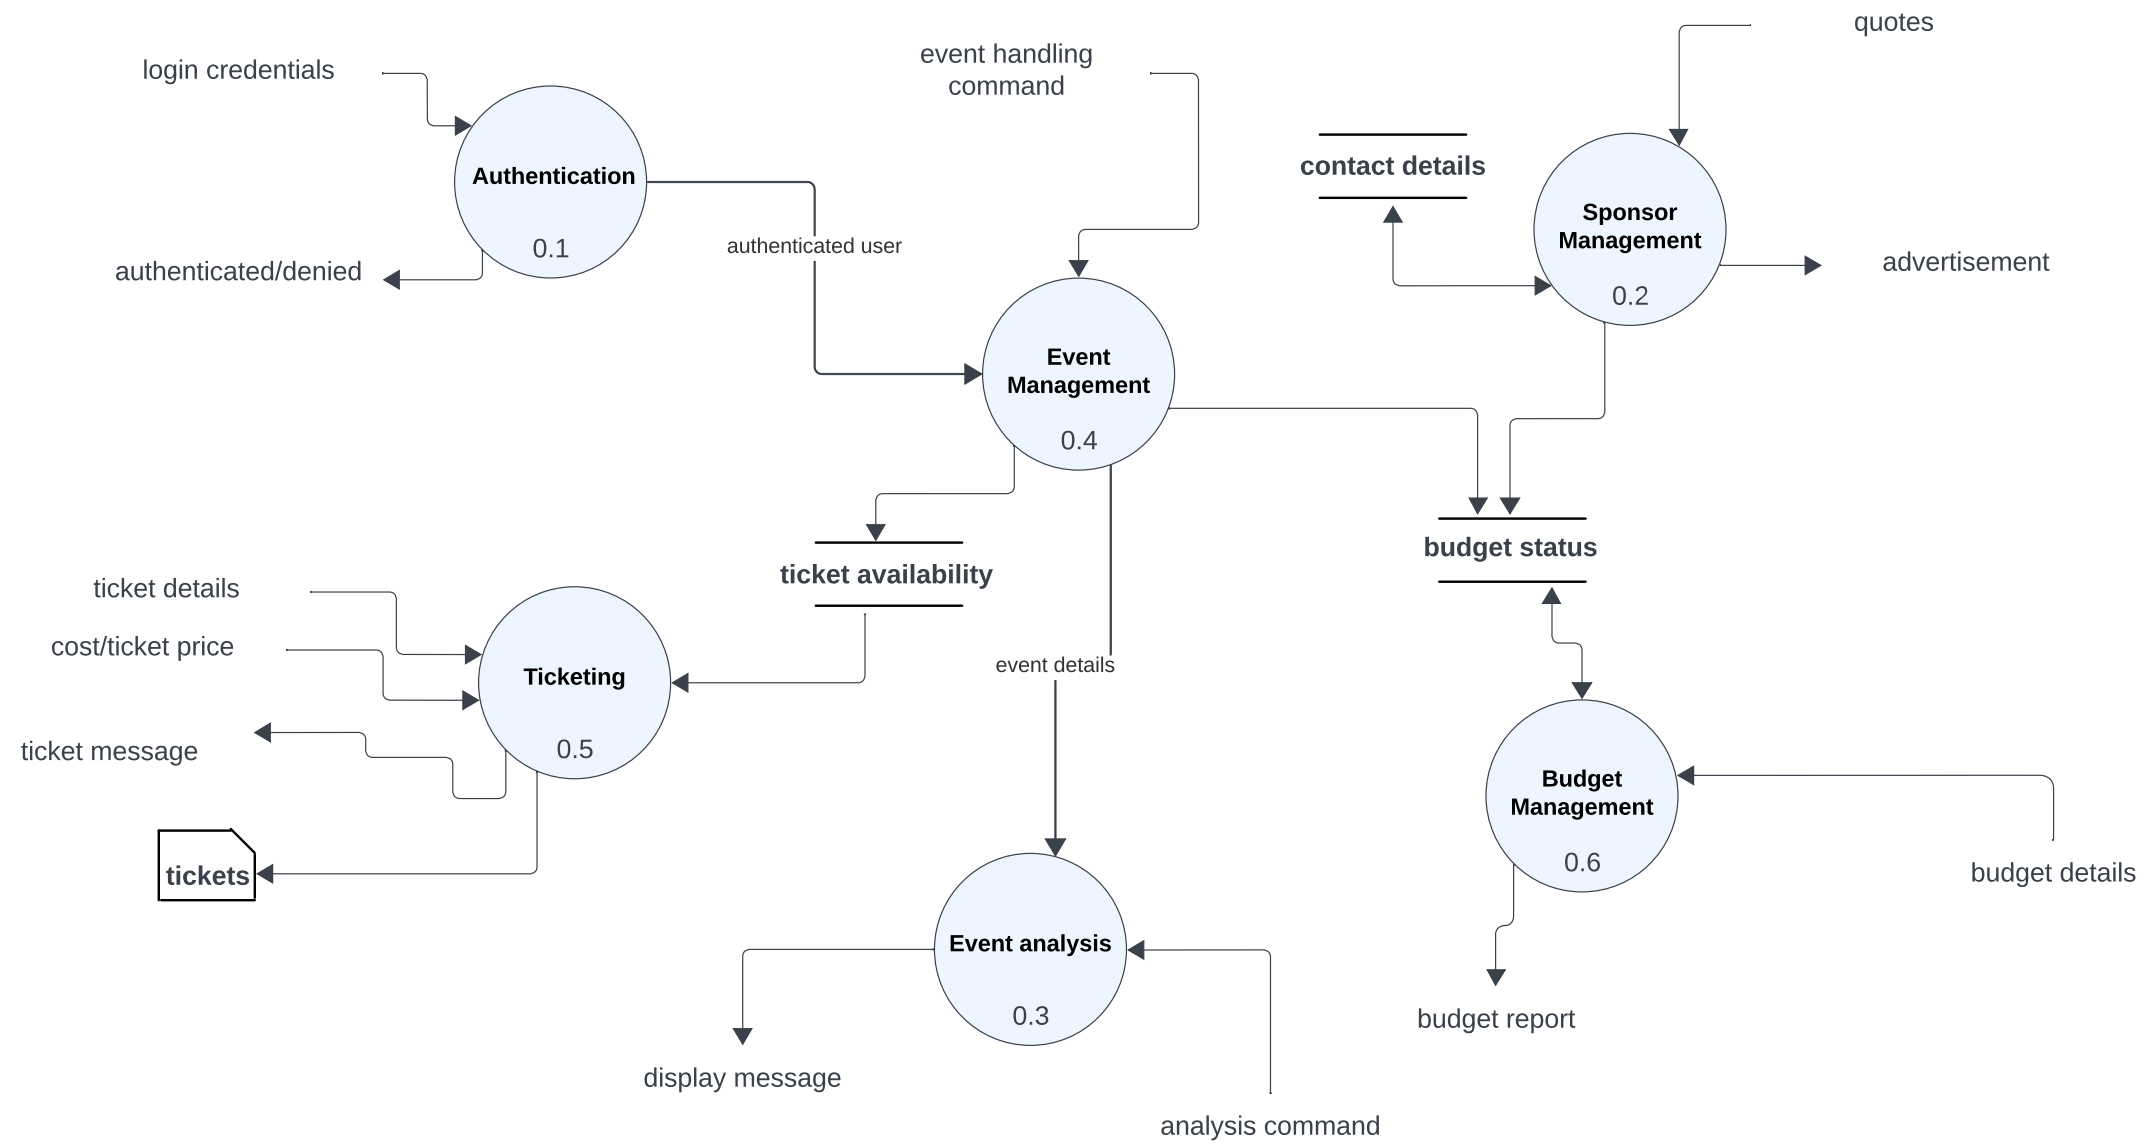 quotes
event handling
command
login credentials
contact details
Authentication
0.1
Sponsor
Management
0.2
authenticated user
authenticated/denied
advertisement
Event
Management
0.4
budget status
ticket availability
ticket details
cost/ticket price
event details
Ticketing
0.5
ticket message
Budget
Management
0.6
tickets
budget details
Event analysis
0.3
budget report
display message
analysis command